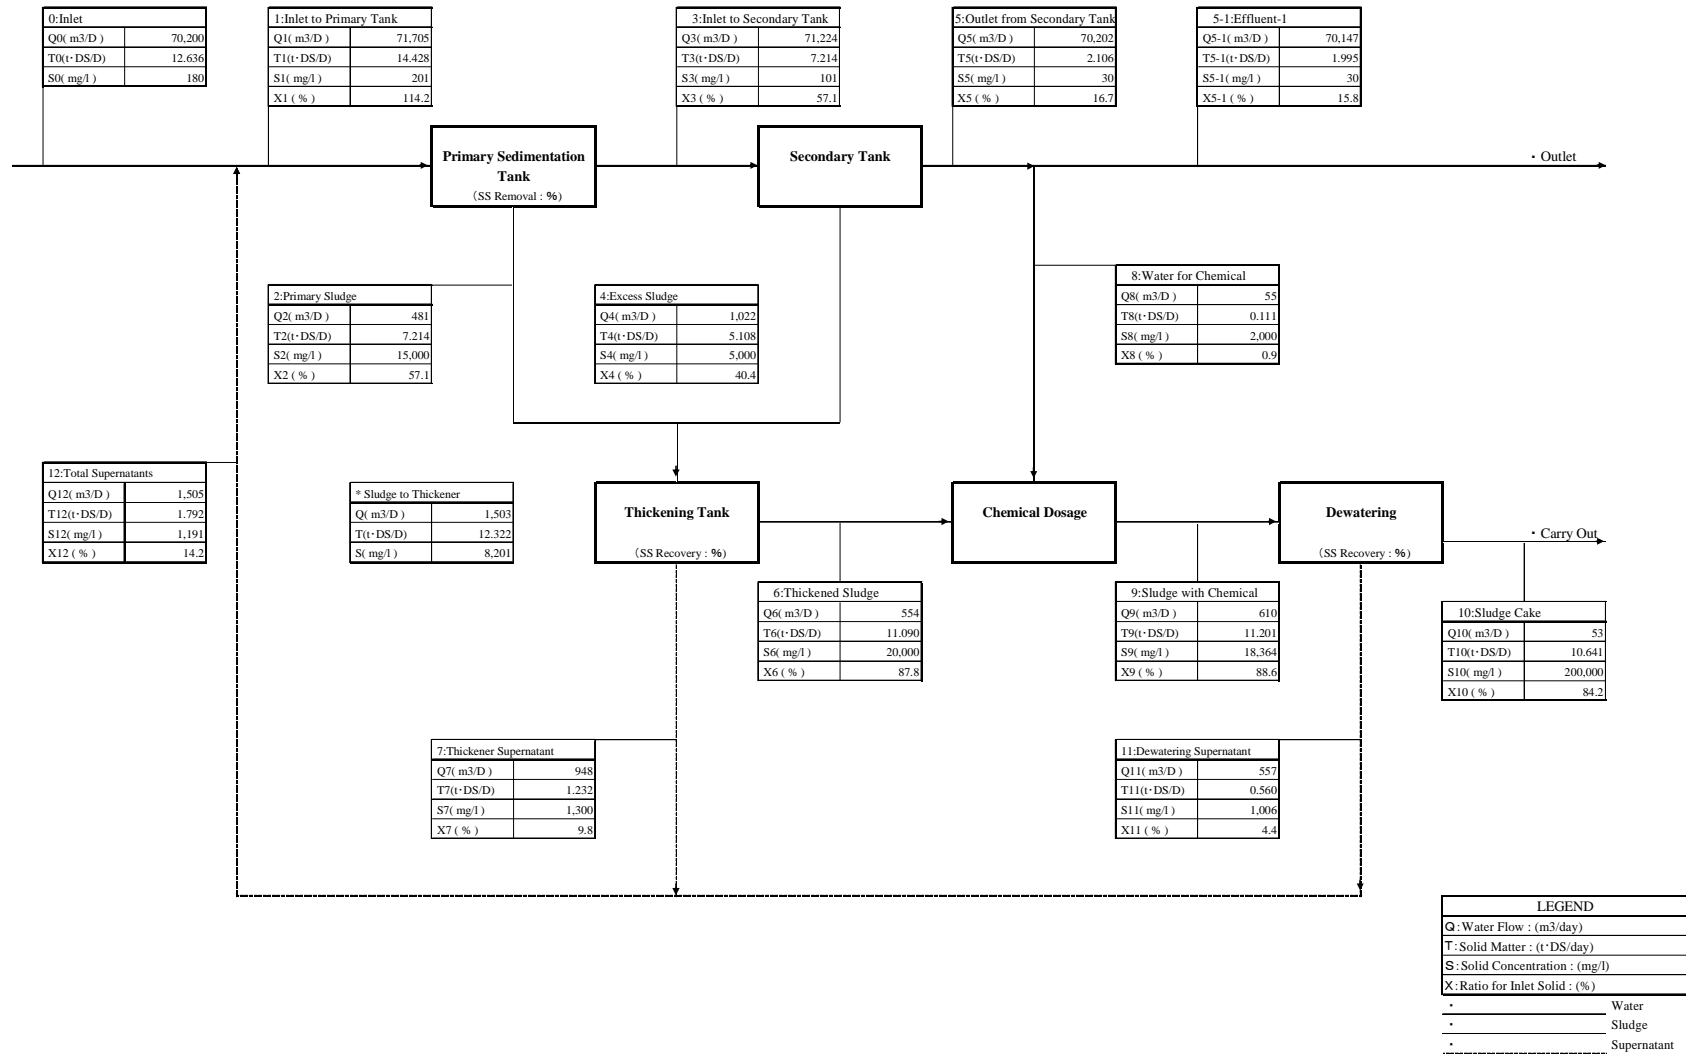 0:Inlet
Q0( m3/D ) 70,200
T0(t･DS/D) 12.636
S0( mg/l ) 180
1:Inlet to Primary Tank
Q1( m3/D ) 71,705
T1(t･DS/D) 14.428
S1( mg/l ) 201
X1 ( % ) 114.2
3:Inlet to Secondary Tank
Q3( m3/D ) 71,224
T3(t･DS/D) 7.214
S3( mg/l ) 101
X3 ( % ) 57.1
5:Outlet from Secondary Tank
Q5( m3/D ) 70,202
T5(t･DS/D) 2.106
S5( mg/l ) 30
X5 ( % ) 16.7
5-1:Effluent-1
Q5-1( m3/D ) 70,147
T5-1(t･DS/D) 1.995
S5-1( mg/l ) 30
X5-1 ( % ) 15.8
Primary Sedimentation
Tank
(SS Removal : %)
Secondary Tank
・ Outlet
2:Primary Sludge
Q2( m3/D ) 481
T2(t･DS/D) 7.214
S2( mg/l ) 15,000
X2 ( % ) 57.1
4:Excess Sludge
Q4( m3/D ) 1,022
T4(t･DS/D) 5.108
S4( mg/l ) 5,000
X4 ( % ) 40.4
8:Water for Chemical
Q8( m3/D ) 55
T8(t･DS/D) 0.111
S8( mg/l ) 2,000
X8 ( % ) 0.9
12:Total Supernatants
Q12( m3/D ) 1,505
T12(t･DS/D) 1.792
S12( mg/l ) 1,191
X12 ( % ) 14.2
* Sludge to Thickener
Q( m3/D ) 1,503
T(t･DS/D) 12.322
S( mg/l ) 8,201
Thickening Tank
(SS Recovery : %)
Chemical Dosage
Dewatering
(SS Recovery : %)
・ Carry Out
6:Thickened Sludge
Q6( m3/D ) 554
T6(t･DS/D) 11.090
S6( mg/l ) 20,000
X6 ( % ) 87.8
9:Sludge with Chemical
Q9( m3/D ) 610
T9(t･DS/D) 11.201
S9( mg/l ) 18,364
X9 ( % ) 88.6
10:Sludge Cake
Q10( m3/D ) 53
T10(t･DS/D) 10.641
S10( mg/l ) 200,000
X10 ( % ) 84.2
7:Thickener Supernatant
Q7( m3/D ) 948
T7(t･DS/D) 1.232
S7( mg/l ) 1,300
X7 ( % ) 9.8
11:Dewatering Supernatant
Q11( m3/D ) 557
T11(t･DS/D) 0.560
S11( mg/l ) 1,006
X11 ( % ) 4.4
LEGEND
Q:Water Flow : (m3/day)
T:Solid Matter : (t･DS/day)
S:Solid Concentration : (mg/l)
X:Ratio for Inlet Solid : (%)
・ Water
・ Sludge
・ Supernatant